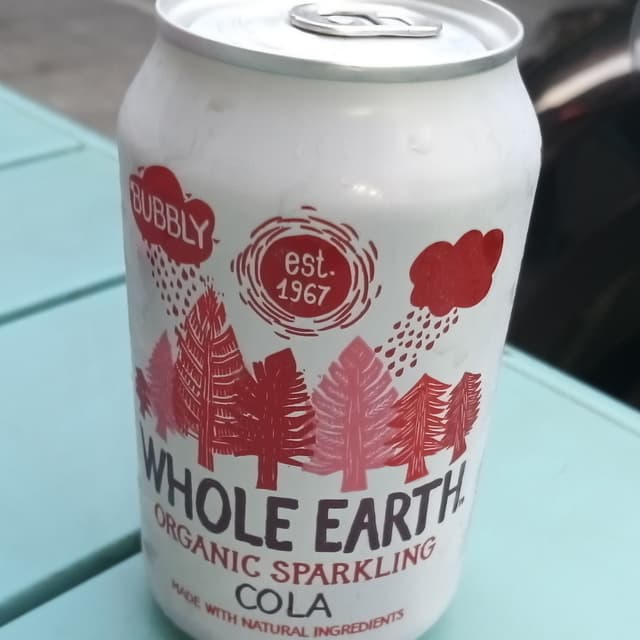 BUBBLY
est.
1967
WHOLE EARTH.
ORGANIC SPARKLING
COLA
MADE WITH NATURAL INGREDIENTS